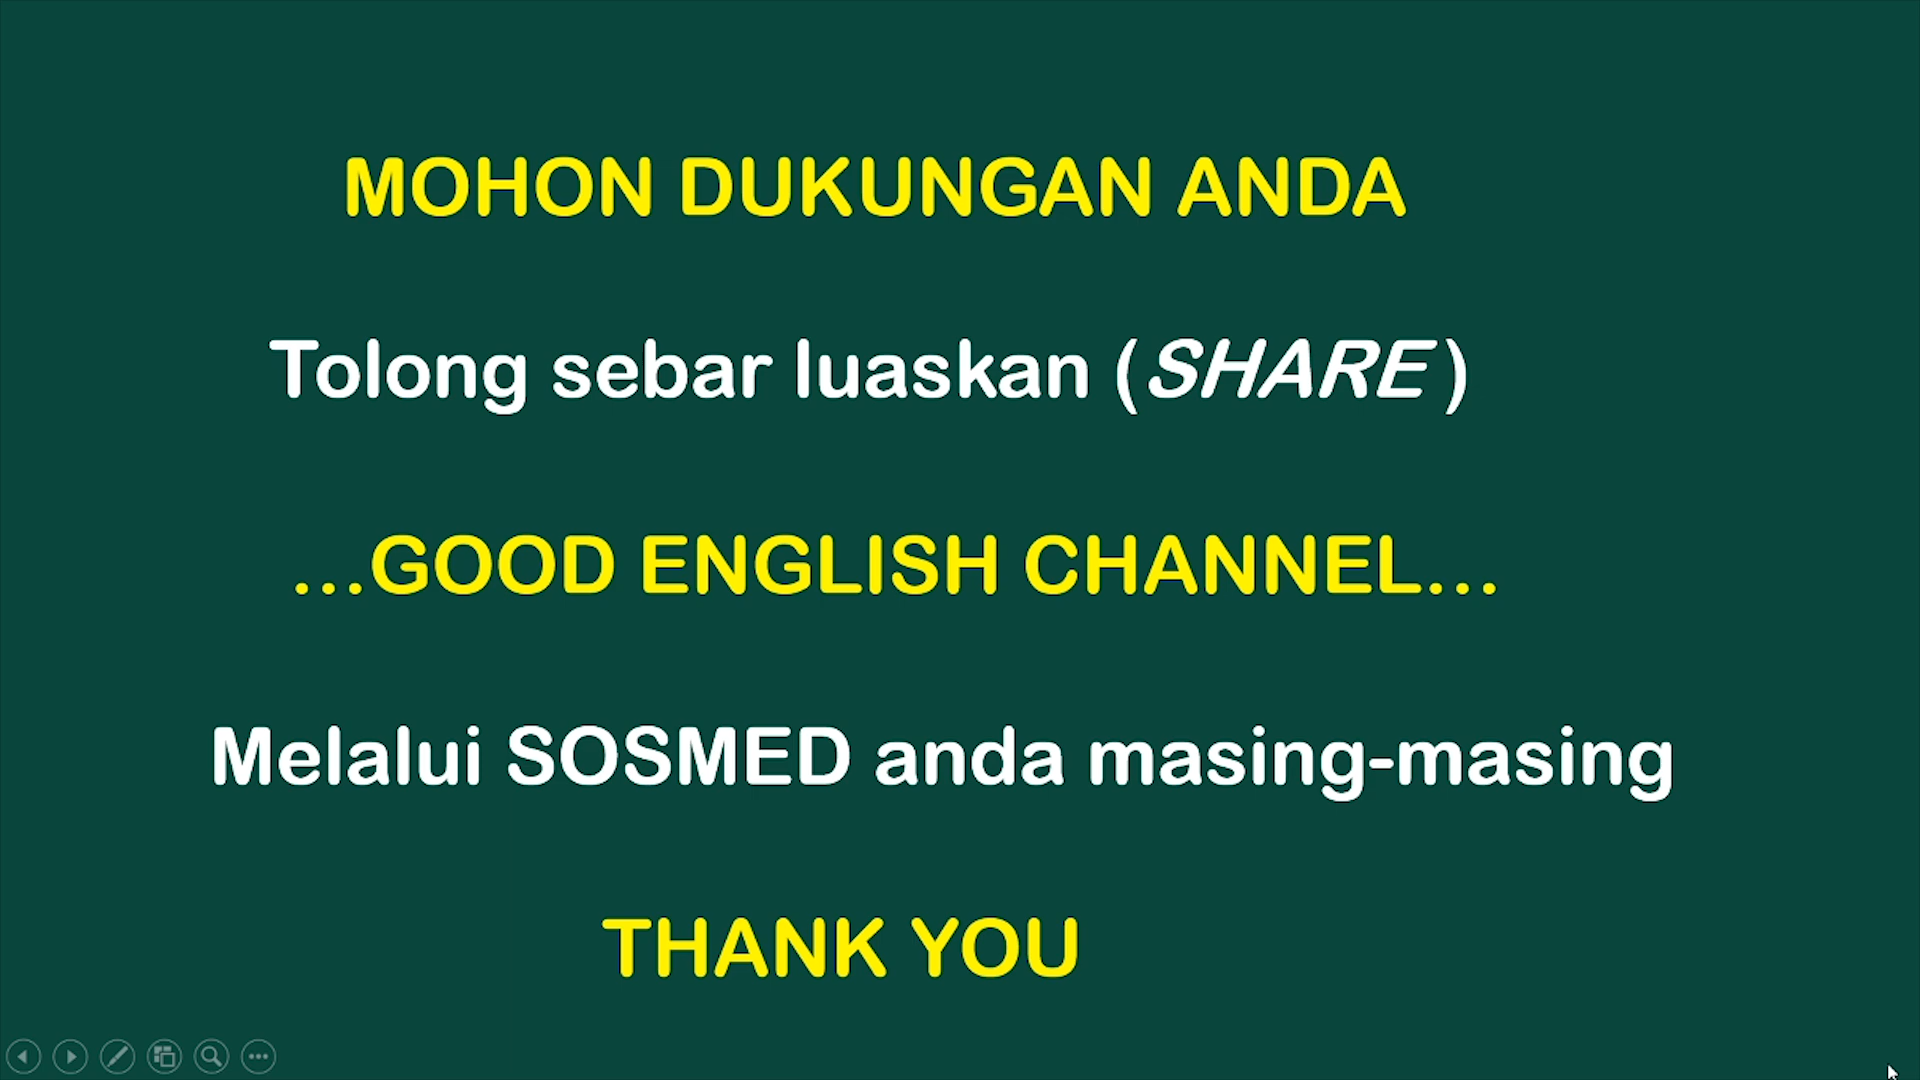 MOHON DUKUNGAN ANDA
Tolong sebar luaskan (SHARE)
...GOOD ENGLISH CHANNEL...
Melalui SOSMED anda masing-masing
THANK YOU